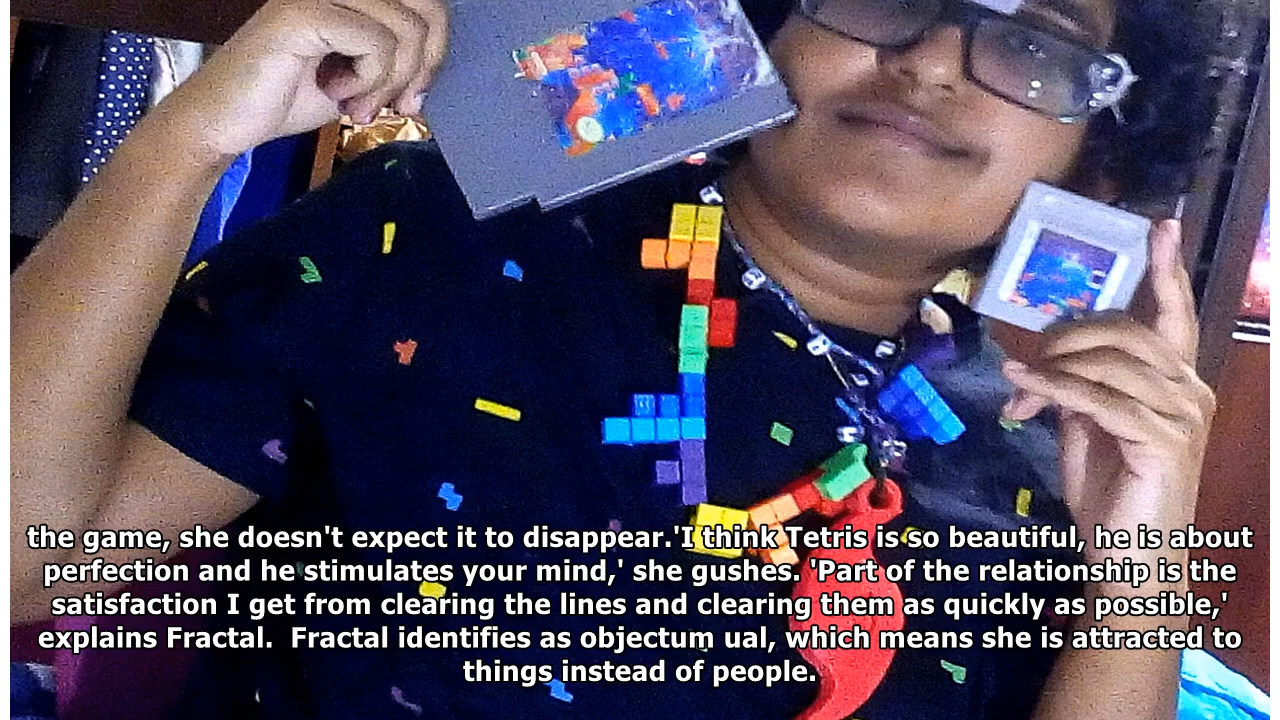 the game, she doesn't expect it to disappear.'I think Tetris is so beautiful, he is about
perfection and he stimulates your mind,' she gushes. 'Part of the relationship is the
satisfaction I get from clearing the lines and clearing them as quickly as possible,'
explains Fractal.  Fractal identifies as objectum ual, which means she is attracted to
things instead of people.